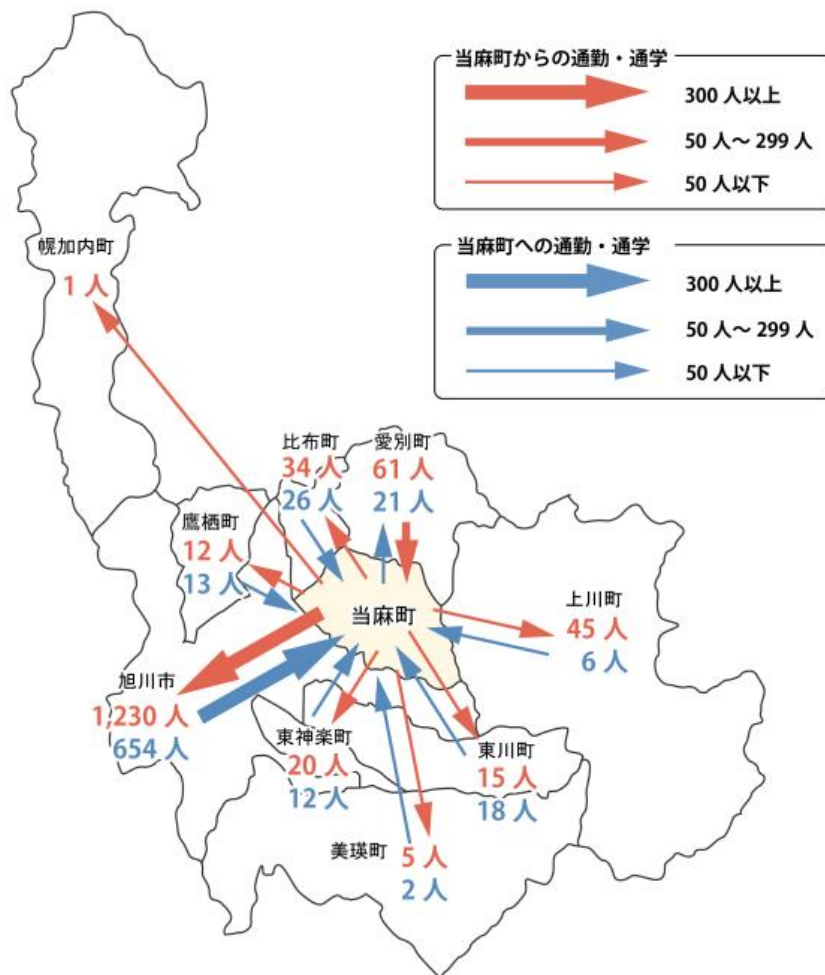 当麻町からの通勤・通学
300 人以上
50 人～ 299 人
50 人以下
当麻町への通勤・通学
300 人以上
50 人～ 299 人
50 人以下
幌加内町
1 人
比布町
34 人
26 人
愛別町
61 人
21 人
鷹栖町
12 人
13 人
当麻町
上川町
45 人
6 人
旭川市
1,230 人
654 人
東神楽町
20 人
12 人
東川町
15 人
18 人
美瑛町
5 人
2 人